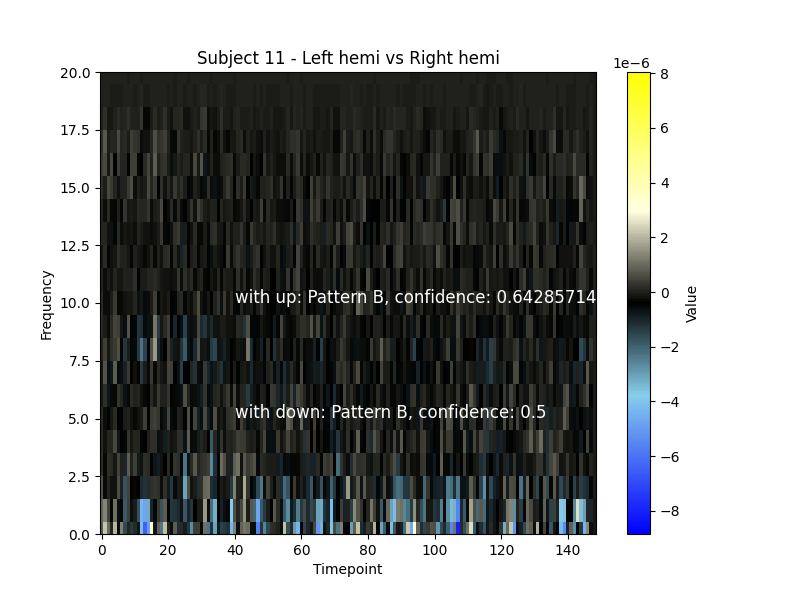 Subject 11 - Left hemi vs Right hemi
1e−6
20.0
17.5
15.0
12.5
10.0
7.5
5.0
2.5
0.0
Frequency
with up: Pattern B, confidence: 0.64285714
with down: Pattern B, confidence: 0.5
0 20 40 60 80 100 120 140
Timepoint
8
6
4
2
0
−2
−4
−6
−8
Value